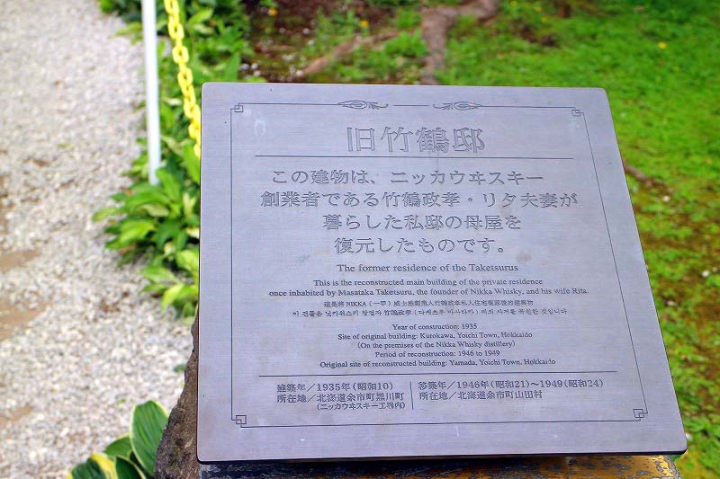 旧竹鶴邸
この建物は、ニッカウヰスキー
創業者である竹鶴政孝・リタ夫妻が
暮らした私邸の母屋を
復元したものです。
The former residence of the Taketsurus
This is the reconstructed main building of the private residence
once inhabited by Masataka Taketsuru, the founder of Nikka Whisky, and his wife Rita.
Year of construction: 1935
Site of original building: Kurokawa, Yoichi Town, Hokkaido
(On the premises of the Nikka Whisky distillery)
Period of reconstruction: 1946 to 1949
Original site of reconstructed building: Yamada, Yoichi Town, Hokkaido
建築年／1935年(昭和10)
所在地／北海道余市町黒川町
(ニッカウヰスキー工場内)
移築年／1946年(昭和21)～1949(昭和24)
所在地／北海道余市町山田村